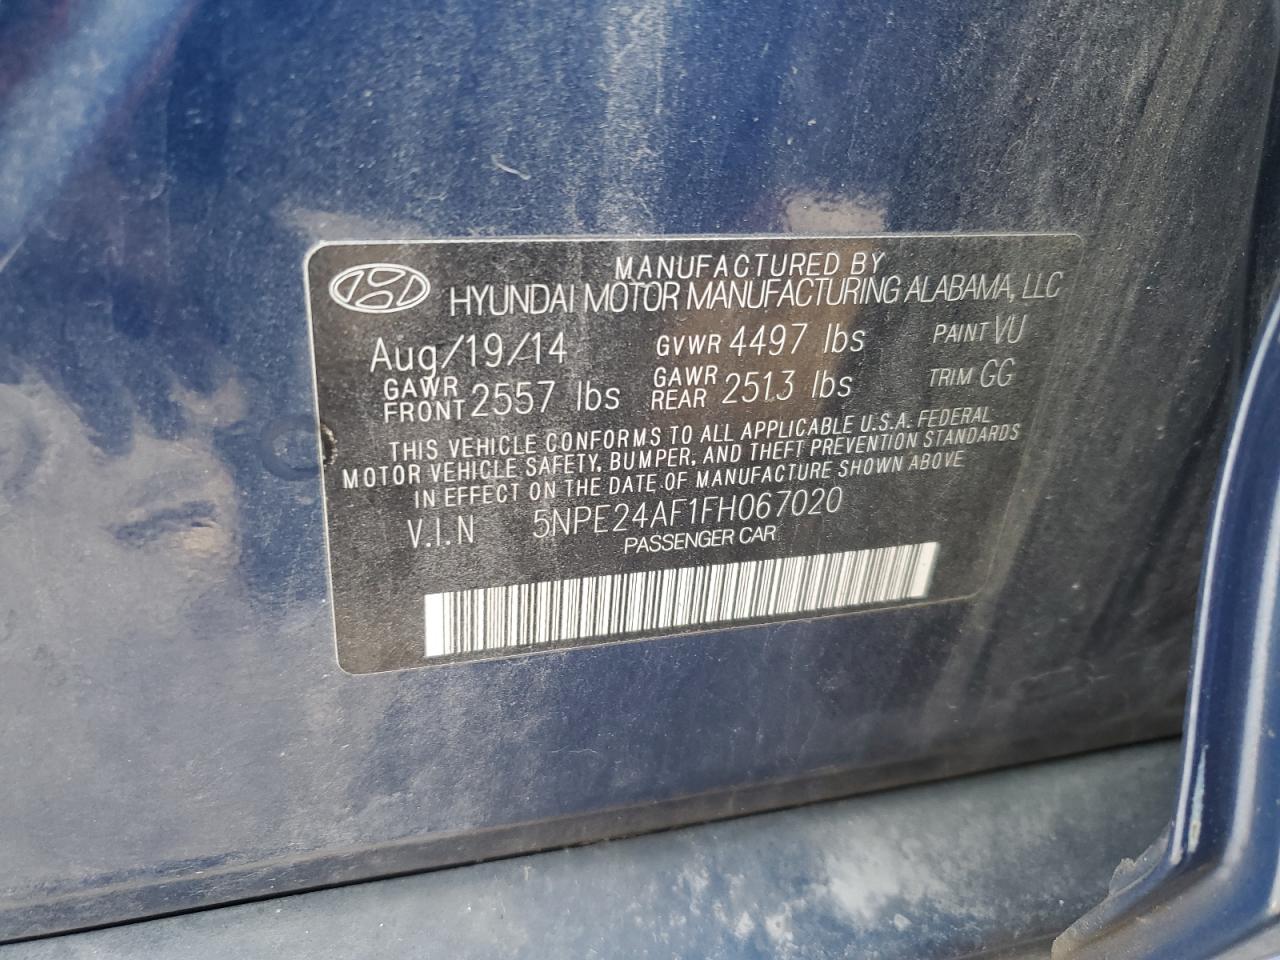 MANUFACTURED BY
HYUNDAI MOTOR MANUFACTURING ALABAMA, LLC
Aug/19/14 GVWR 4497 lbs PAINT VU
GAWR FRONT 2557 lbs GAWR REAR 2513 lbs TRIM GG
THIS VEHICLE CONFORMS TO ALL APPLICABLE U.S.A. FEDERAL
MOTOR VEHICLE SAFETY, BUMPER, AND THEFT PREVENTION STANDARDS
IN EFFECT ON THE DATE OF MANUFACTURE SHOWN ABOVE
V.I.N 5NPE24AF1FH067020
PASSENGER CAR